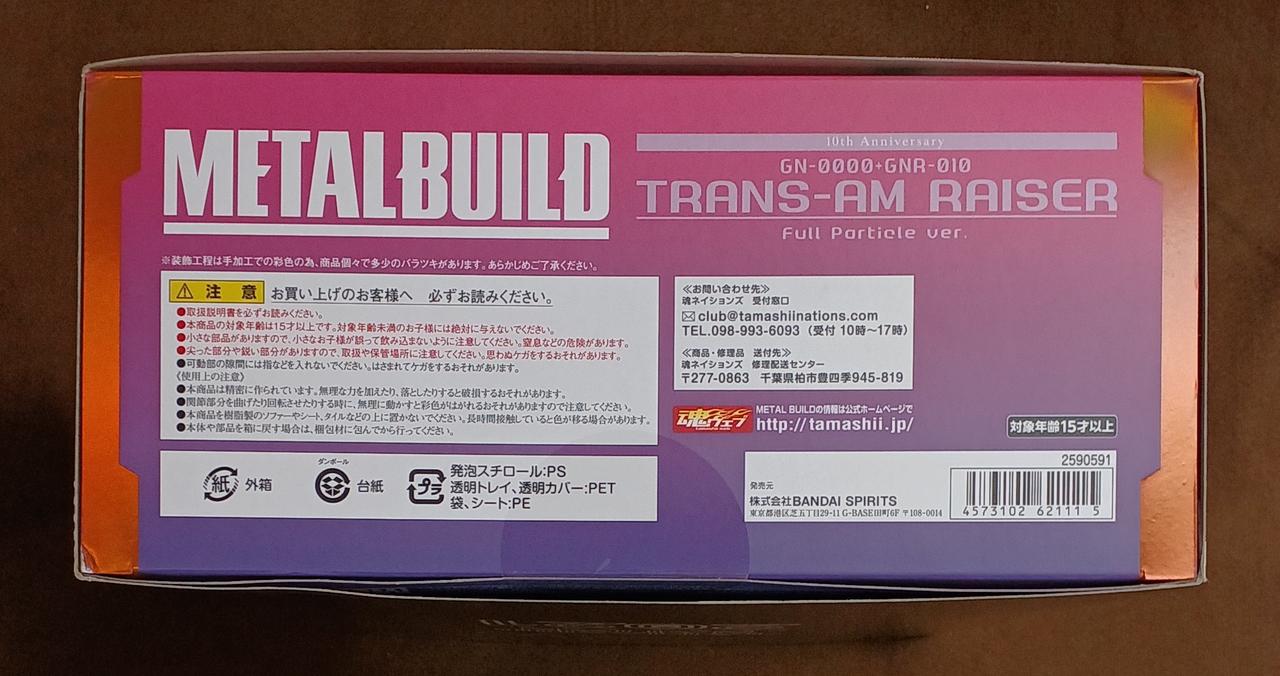 METAL BUILD
10th Anniversary
GN-0000+GNR-010
TRANS-AM RAISER
Full Particle ver.
※装飾工程は手加工での彩色の為、商品個々で多少のバラツキがあります。あらかじめご了承ください。
注 意 お買い上げのお客様へ 必ずお読みください。
●取扱説明書を必ずお読みください。
●本商品の対象年齢は15才以上です。対象年齢未満のお子様には絶対に与えないでください。
●小さな部品がありますので、小さなお子様が誤って飲み込まないように注意してください。窒息などの危険があります。
●尖った部分や鋭い部分がありますので、取扱や保管場所に注意してください。思わぬケガをするおそれがあります。
●可動部の隙間には指などを入れないでください。はさまれてケガをするおそれがあります。
〈使用上の注意〉
●本商品は精密に作られています。無理な力を加えたり、落としたりすると破損するおそれがあります。
●関節部分を曲げたり回転させたりする時に、無理に動かすと彩色がはがれるおそれがありますので注意してください。
●本商品を樹脂製のソファーやシート、タイルなどの上に置かないでください。長時間接触していると色が移る場合があります。
●本体や部品を箱に戻す場合は、梱包材に包んでから行ってください。
≪お問い合わせ先≫
魂ネイションズ 受付窓口
club@tamashiinations.com
TEL.098-993-6093（受付 10時〜17時）
≪商品・修理品 送付先≫
魂ネイションズ 修理配送センター
〒277-0863 千葉県柏市豊四季945-819
魂ウェブ
METAL BUILDの情報は公式ホームページで
http://tamashii.jp/
対象年齢15才以上
紙 外箱
ダンボール
台紙
プラ
発泡スチロール:PS
透明トレイ、透明カバー:PET
袋、シート:PE
2590591
発売元
株式会社BANDAI SPIRITS
東京都港区芝五丁目29-11 G-BASE田町6F 〒108-0014
4573102 62111 5